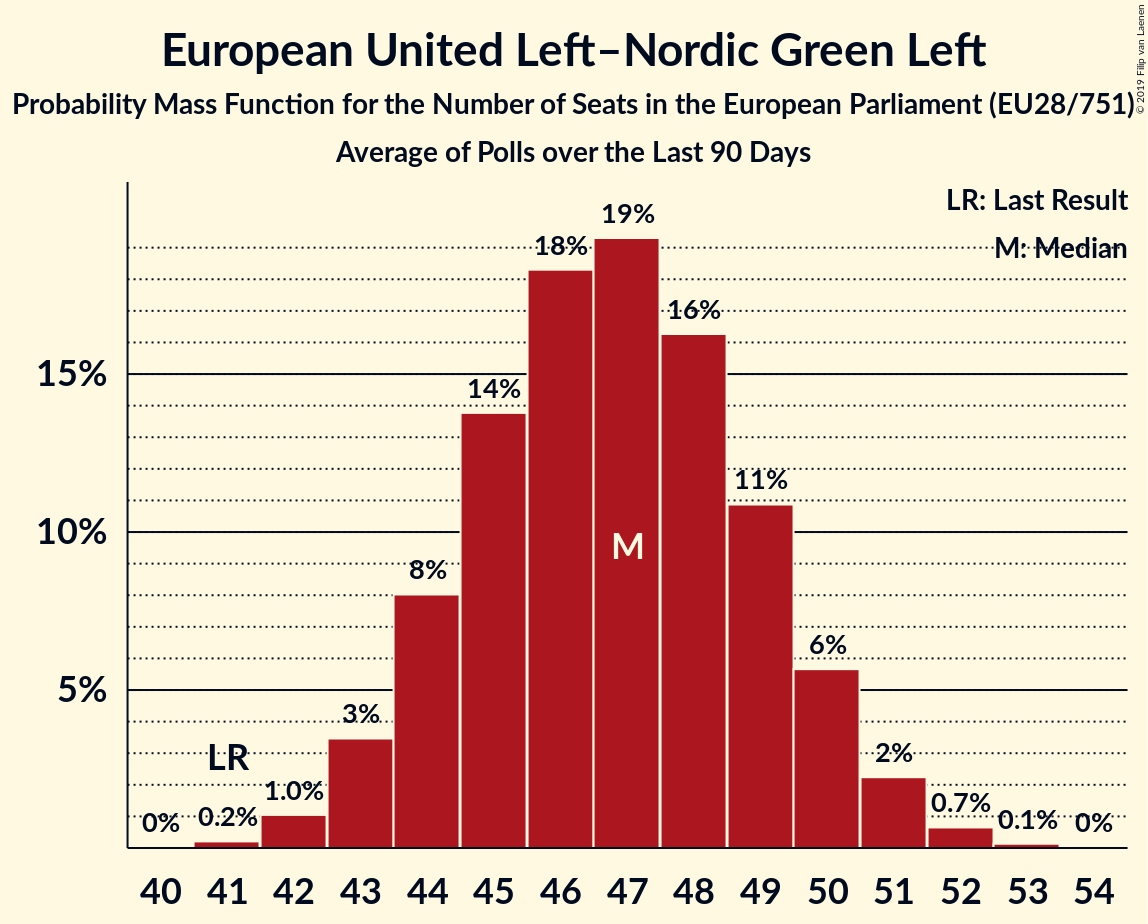 European United Left–Nordic Green Left
Probability Mass Function for the Number of Seats in the European Parliament (EU28/751)
Average of Polls over the Last 90 Days
© 2019 Filip van Laenen
LR: Last Result
M: Median
19%
18%
16%
15%
14%
11%
10%
M
8%
6%
5%
3%
LR
2%
1.0%
0.7%
0% 0.2% 0.1% 0%
40 41 42 43 44 45 46 47 48 49 50 51 52 53 54